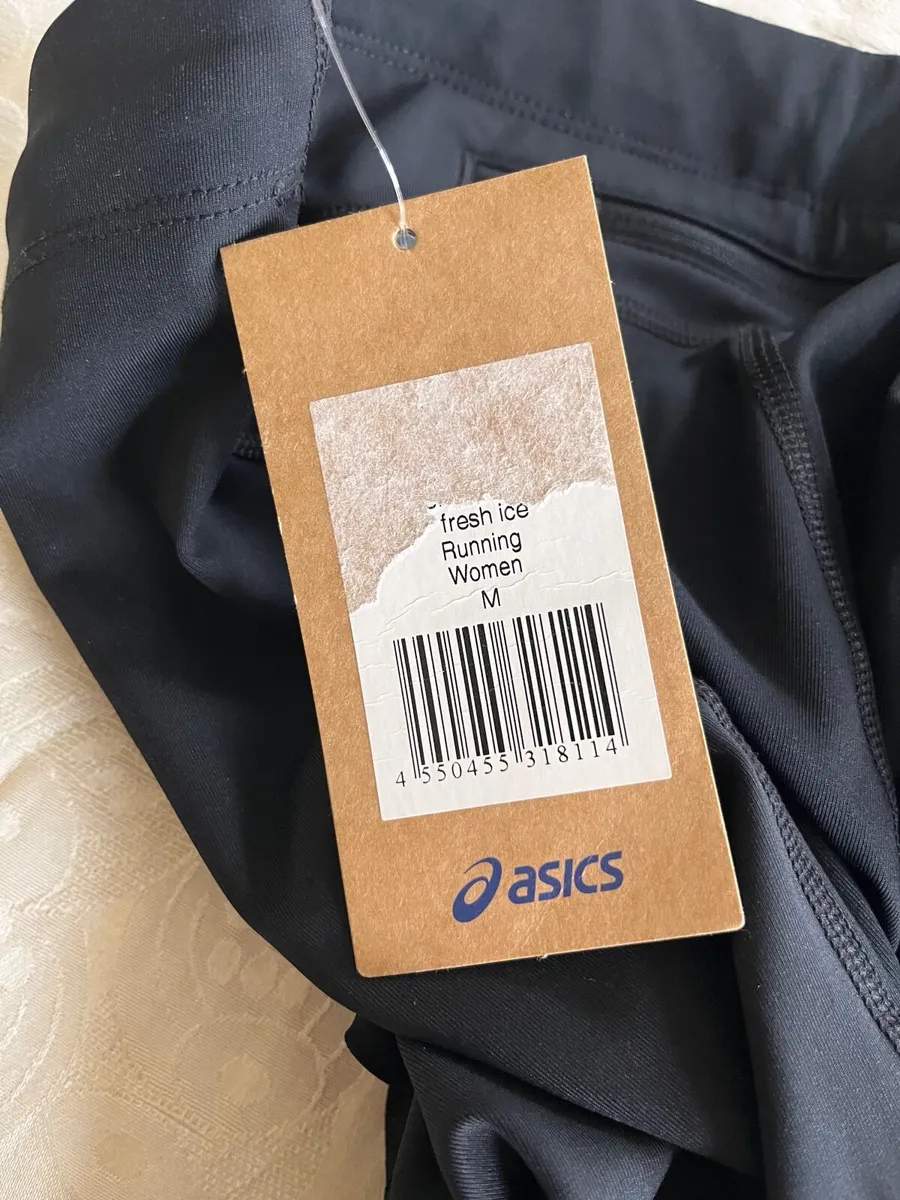 fresh ice
Running
Women
M
4 550455 318114
asics